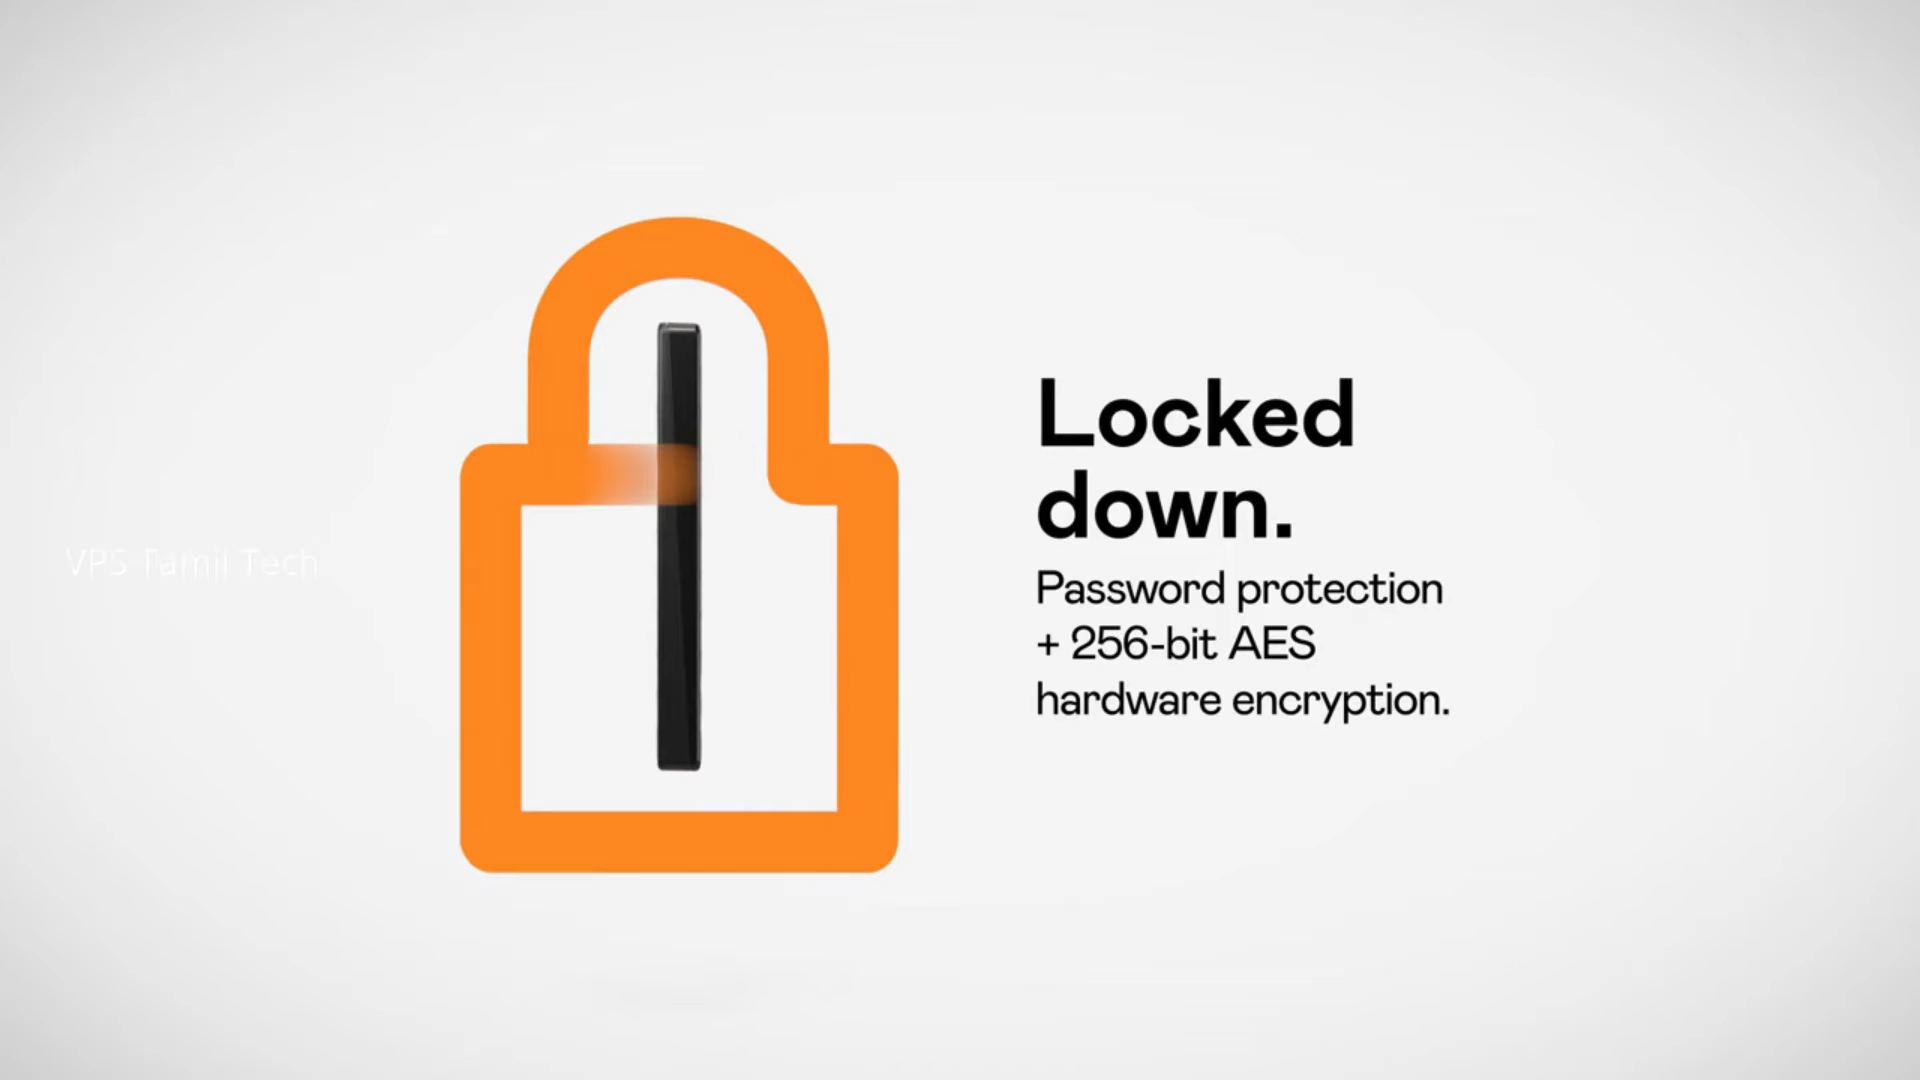 Locked
down.
Password protection
+ 256-bit AES
hardware encryption.
VPS Tamil Tech